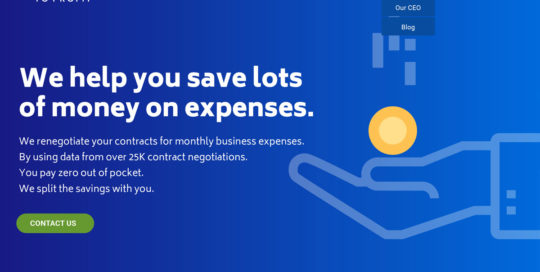 TO PROFIT
Our CEO
Blog
We help you save lots
of money on expenses.
We renegotiate your contracts for monthly business expenses.
By using data from over 25K contract negotiations.
You pay zero out of pocket.
We split the savings with you.
CONTACT US